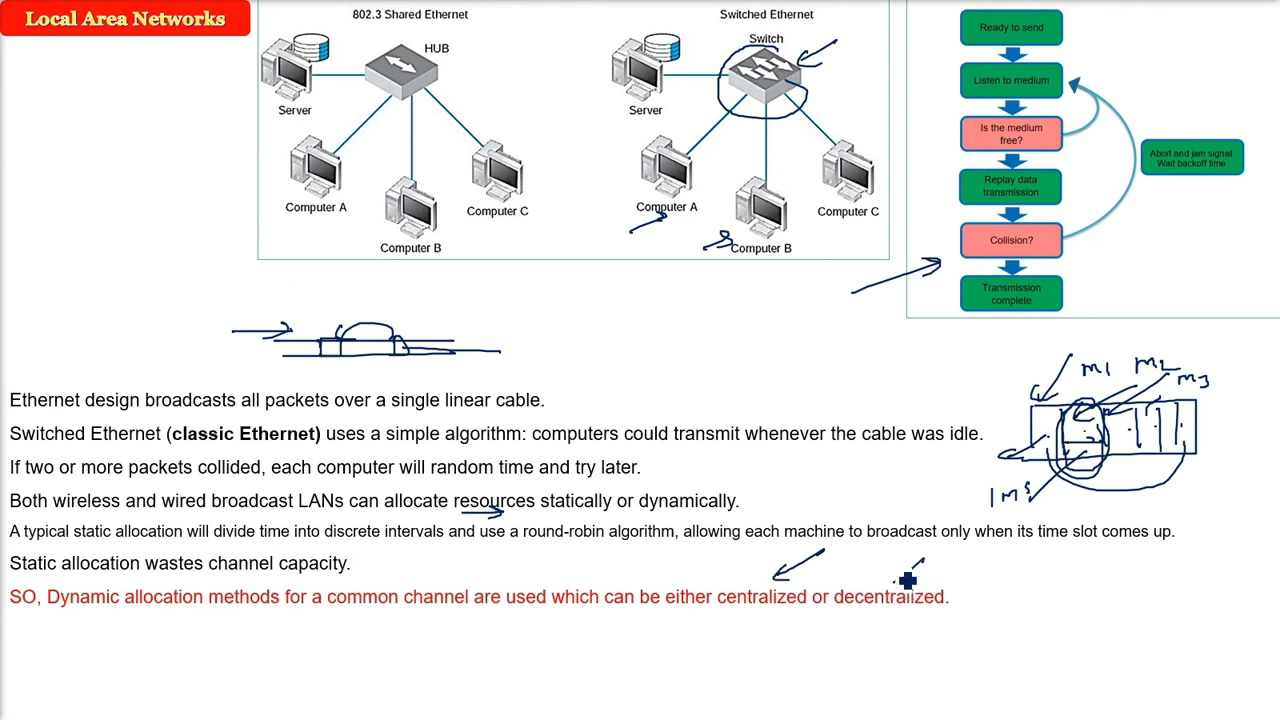 Local Area Networks
802.3 Shared Ethernet
HUB
Server
Computer A
Computer B
Computer C
Switched Ethernet
Switch
Server
Computer A
Computer B
Computer C
Ready to send
Listen to medium
Is the medium
free?
Replay data
transmission
Collision?
Transmission
complete
Abort and jam signal
Wait backoff time
M1
M2
M3
1ms
Ethernet design broadcasts all packets over a single linear cable.
Switched Ethernet (classic Ethernet) uses a simple algorithm: computers could transmit whenever the cable was idle.
If two or more packets collided, each computer will random time and try later.
Both wireless and wired broadcast LANs can allocate resources statically or dynamically.
A typical static allocation will divide time into discrete intervals and use a round-robin algorithm, allowing each machine to broadcast only when its time slot comes up.
Static allocation wastes channel capacity.
SO, Dynamic allocation methods for a common channel are used which can be either centralized or decentralized.